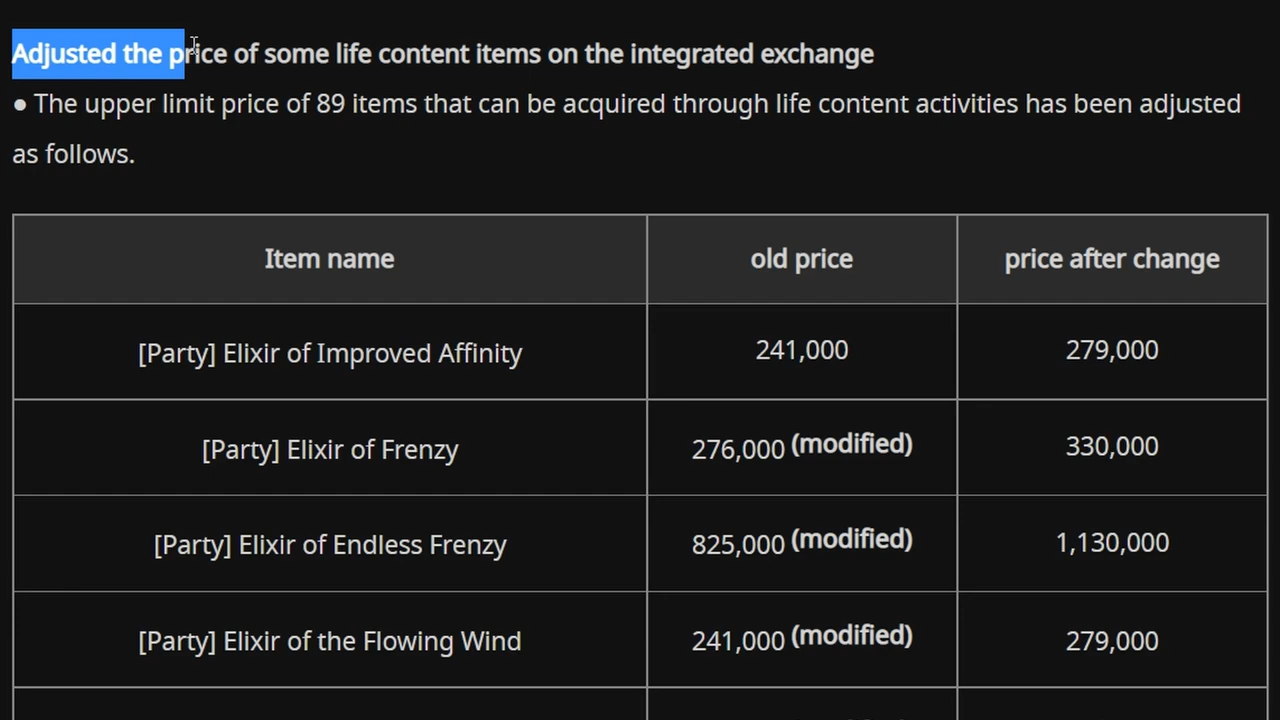 Adjusted the price of some life content items on the integrated exchange
● The upper limit price of 89 items that can be acquired through life content activities has been adjusted
as follows.
Item name old price price after change
[Party] Elixir of Improved Affinity 241,000 279,000
[Party] Elixir of Frenzy 276,000 (modified) 330,000
[Party] Elixir of Endless Frenzy 825,000 (modified) 1,130,000
[Party] Elixir of the Flowing Wind 241,000 (modified) 279,000